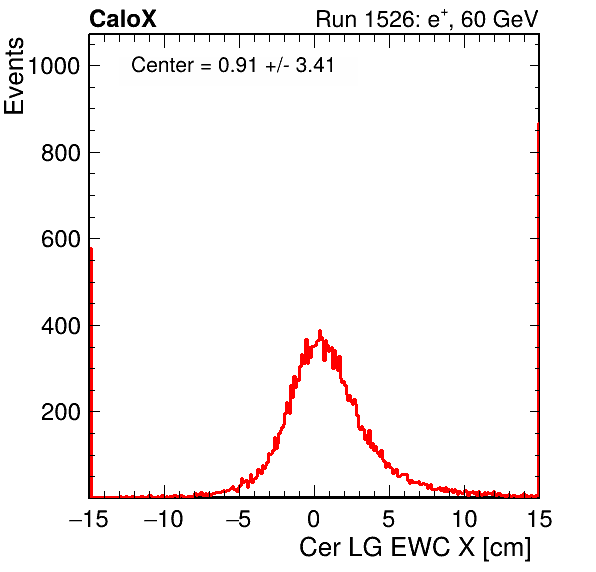 CaloX Run 1526: e⁺, 60 GeV
Events
Center = 0.91 +/- 3.41
1000
800
600
400
200
−15 −10 −5 0 5 10 15
Cer LG EWC X [cm]